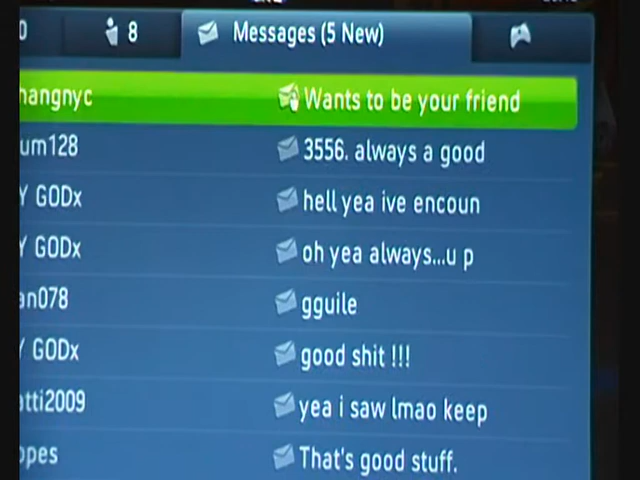 8 Messages (5 New)
hangnyc Wants to be your friend
um128 3556. always a good
Y GODx hell yea ive encoun
Y GODx oh yea always...u p
an078 gguile
Y GODx good shit !!!
atti2009 yea i saw lmao keep
opes That's good stuff.